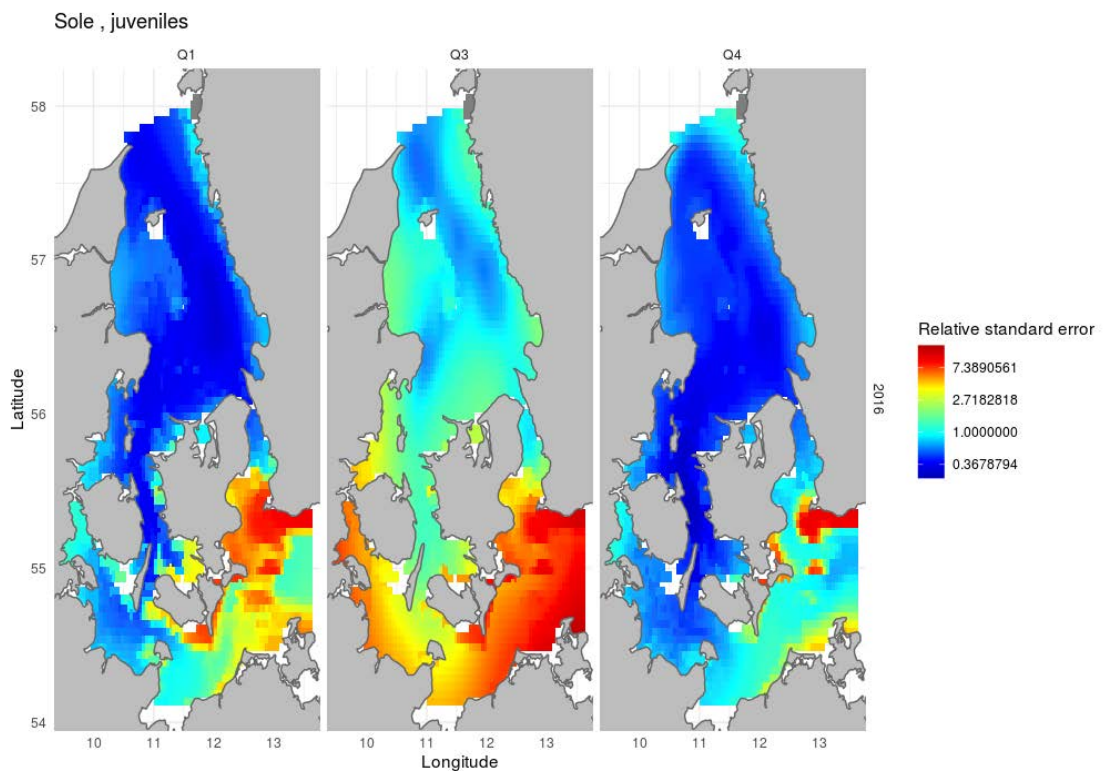 Sole , juveniles
Q1 Q3 Q4
58
57
56
55
54
Latitude
10 11 12 13 10 11 12 13 10 11 12 13
Longitude
2016
Relative standard error
7.3890561
2.7182818
1.0000000
0.3678794